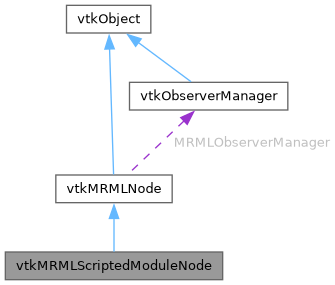 vtkObject
vtkObserverManager
MRMLObserverManager
vtkMRMLNode
vtkMRMLScriptedModuleNode